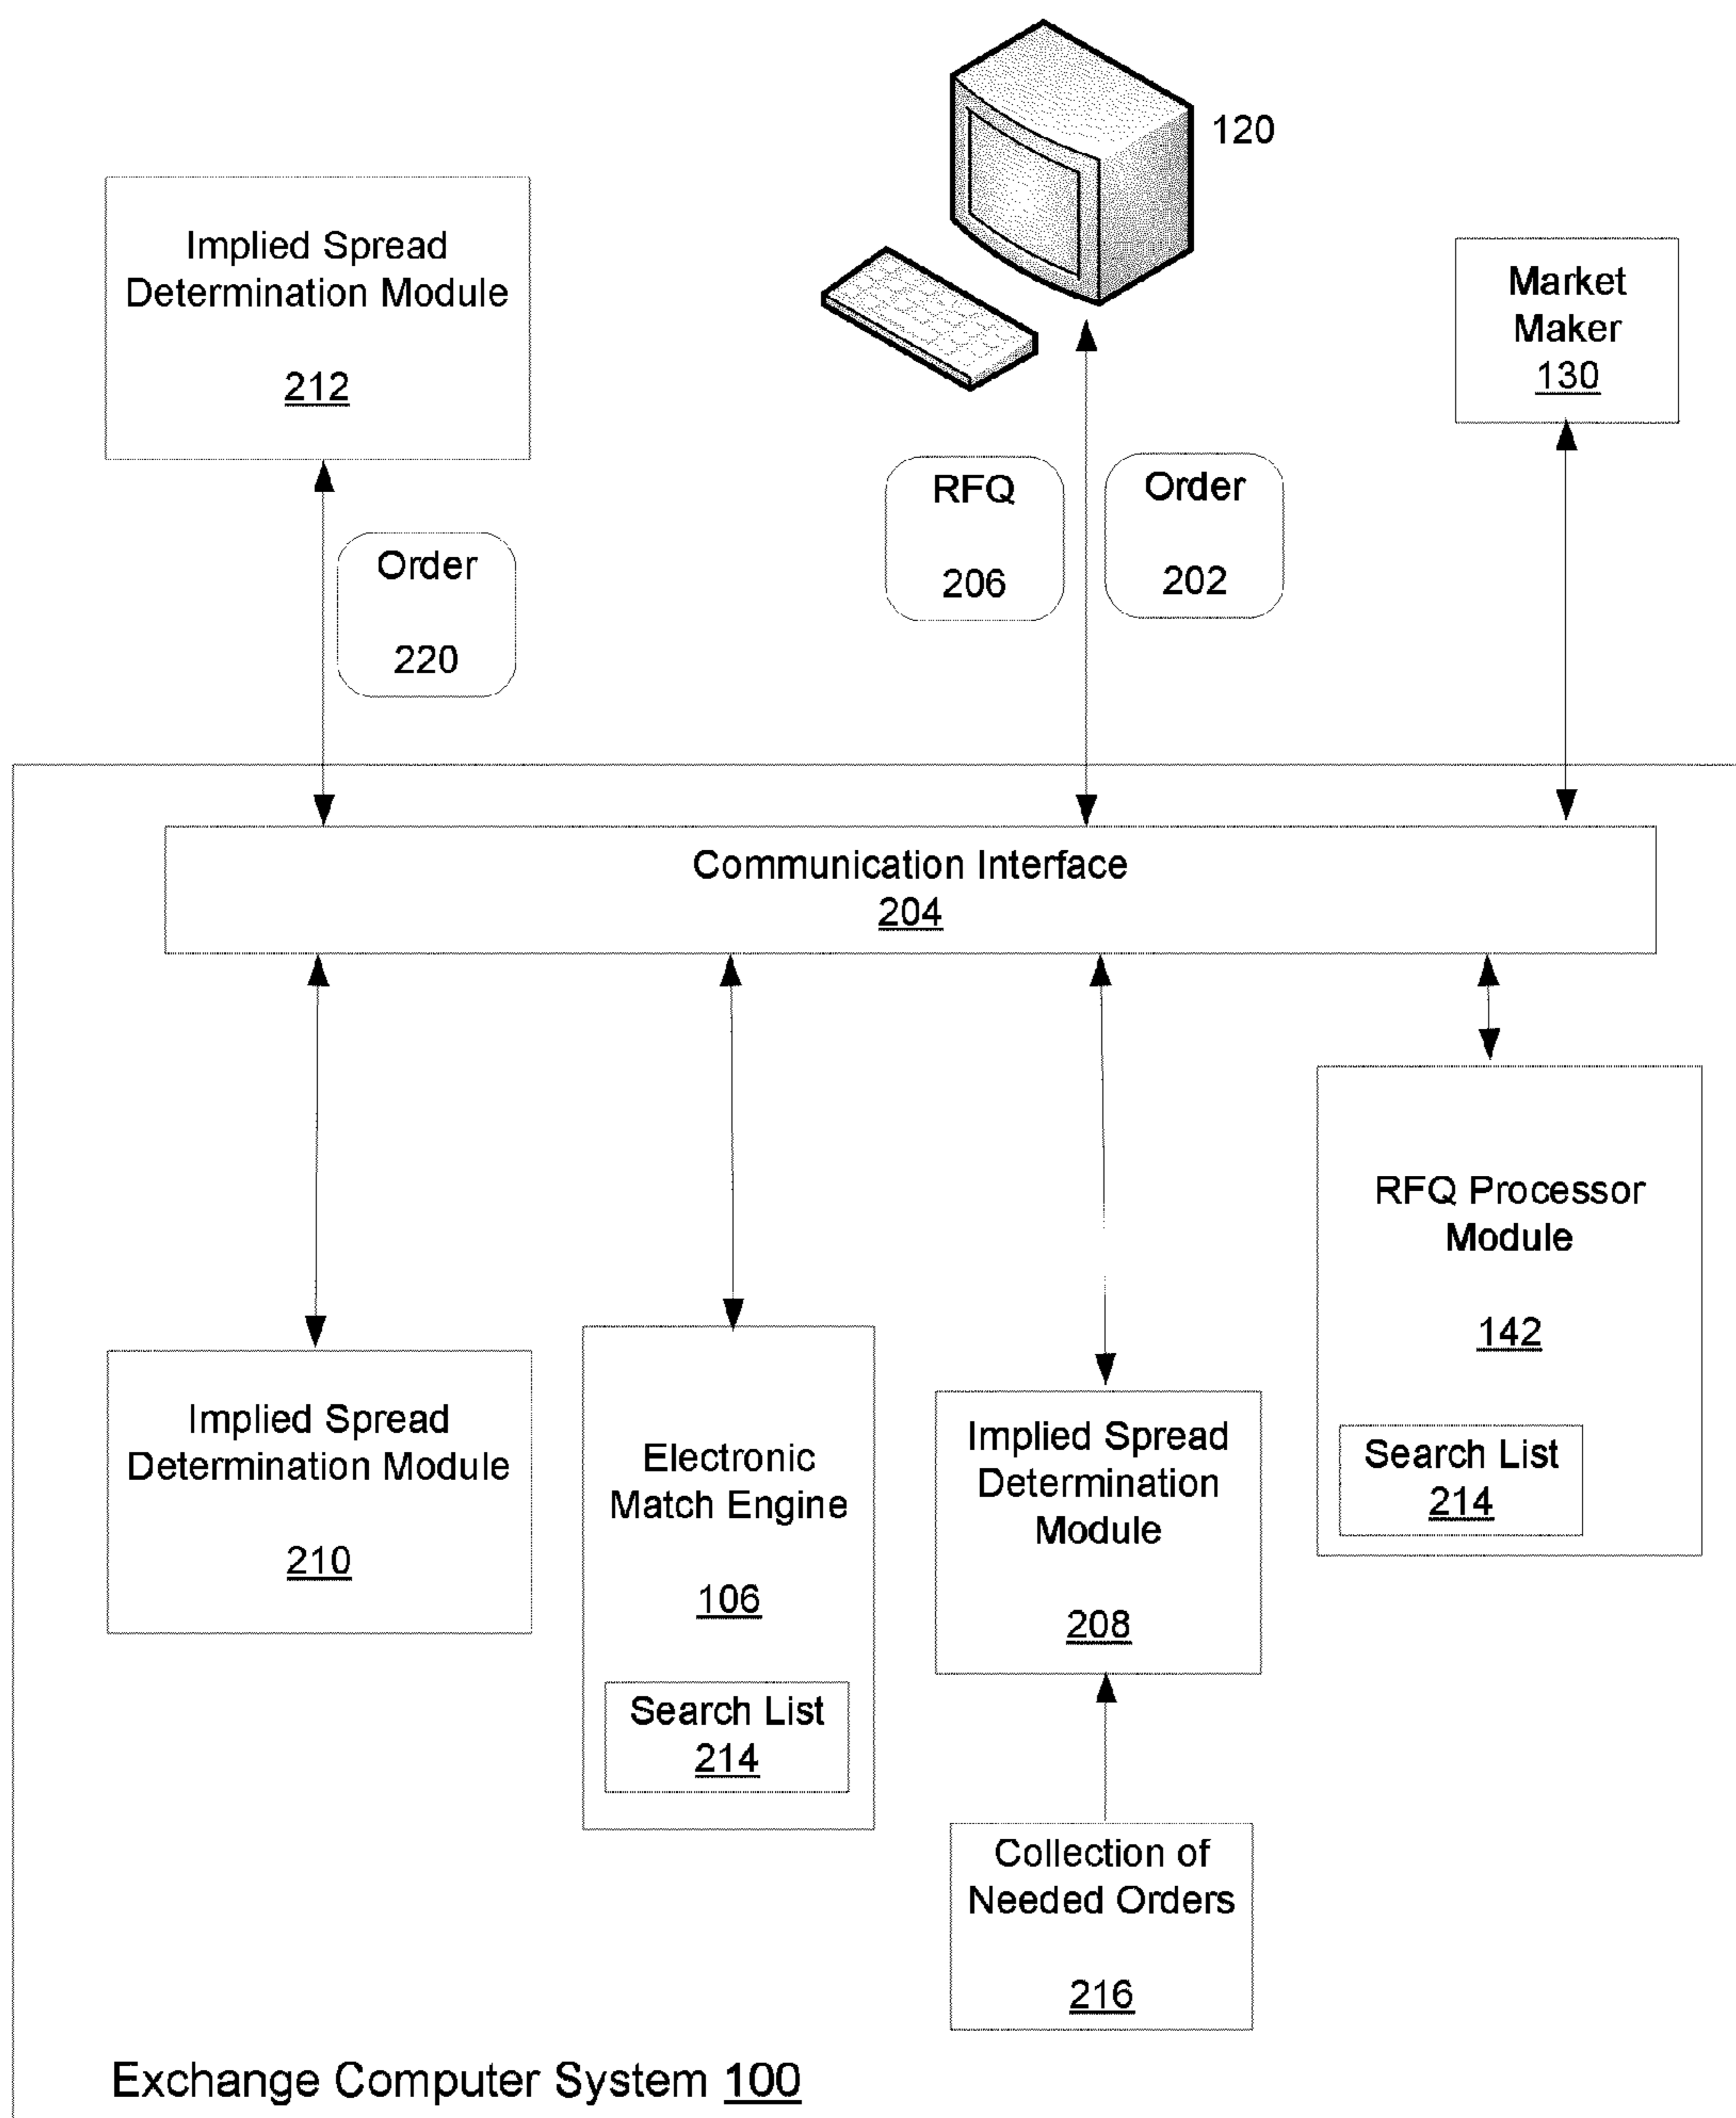 120
Implied Spread
Determination Module
212
Market
Maker
130
RFQ
206
Order
202
Order
220
Communication Interface
204
RFQ Processor
Module
142
Search List
214
Implied Spread
Determination Module
210
Electronic
Match Engine
106
Search List
214
Implied Spread
Determination
Module
208
Collection of
Needed Orders
216
Exchange Computer System 100